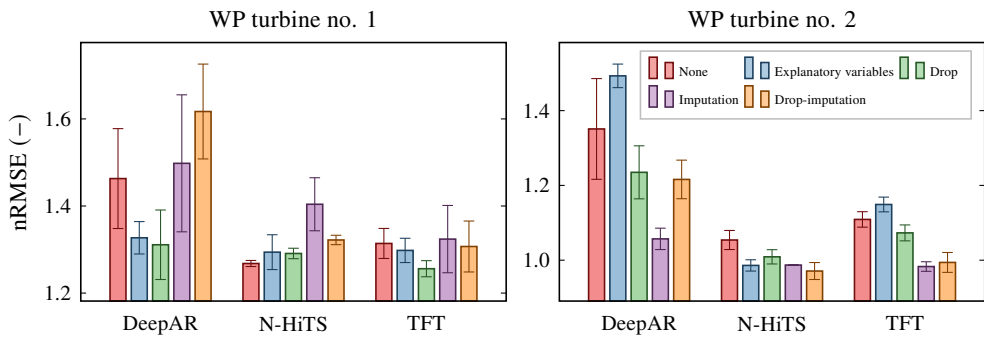 WP turbine no. 1
nRMSE (−)
1.6
1.4
1.2
DeepAR N-HiTS TFT
WP turbine no. 2
None Explanatory variables Drop
Imputation Drop-imputation
1.4
1.2
1.0
DeepAR N-HiTS TFT